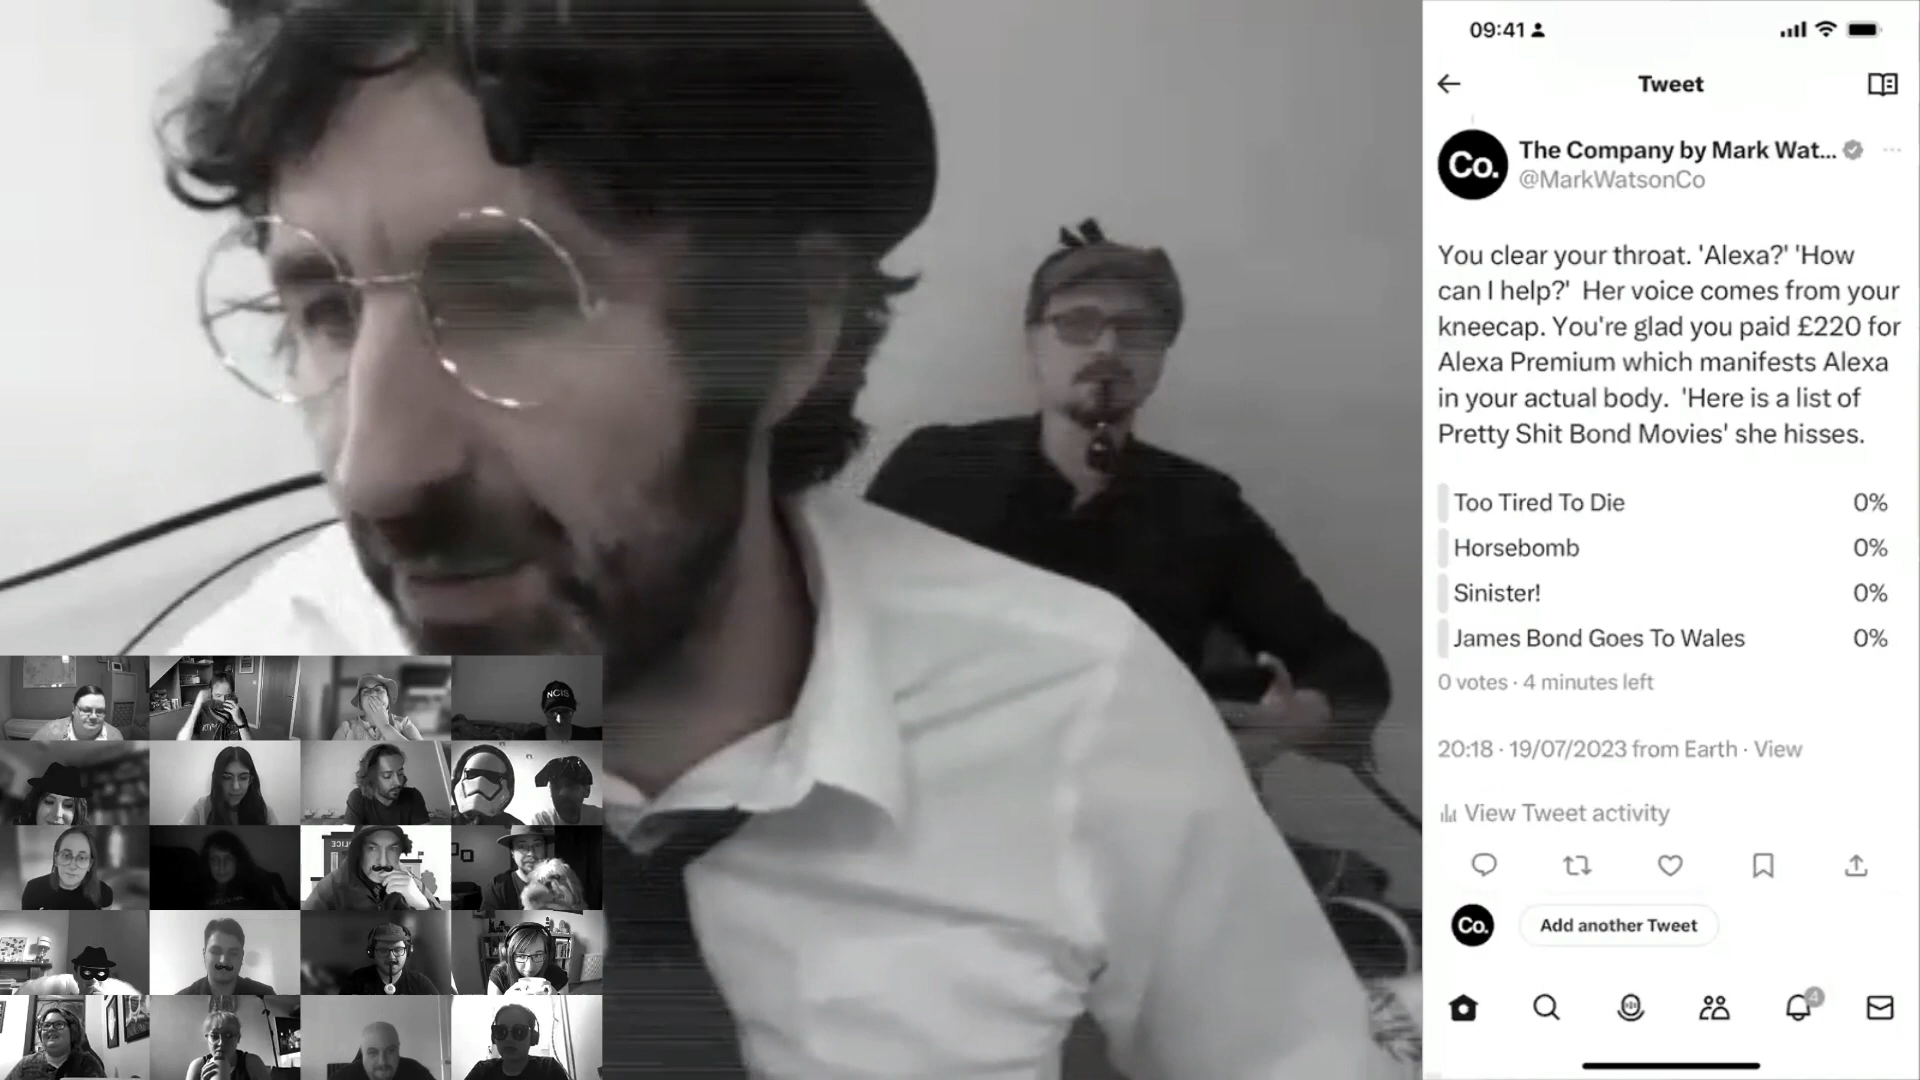 09:41
Tweet
Co.
The Company by Mark Wat...
@MarkWatsonCo
You clear your throat. 'Alexa?' 'How
can I help?'  Her voice comes from your
kneecap. You're glad you paid £220 for
Alexa Premium which manifests Alexa
in your actual body.  'Here is a list of
Pretty Shit Bond Movies' she hisses.
Too Tired To Die 0%
Horsebomb 0%
Sinister! 0%
James Bond Goes To Wales 0%
0 votes · 4 minutes left
20:18 · 19/07/2023 from Earth · View
View Tweet activity
Co.
Add another Tweet
4
NCIS